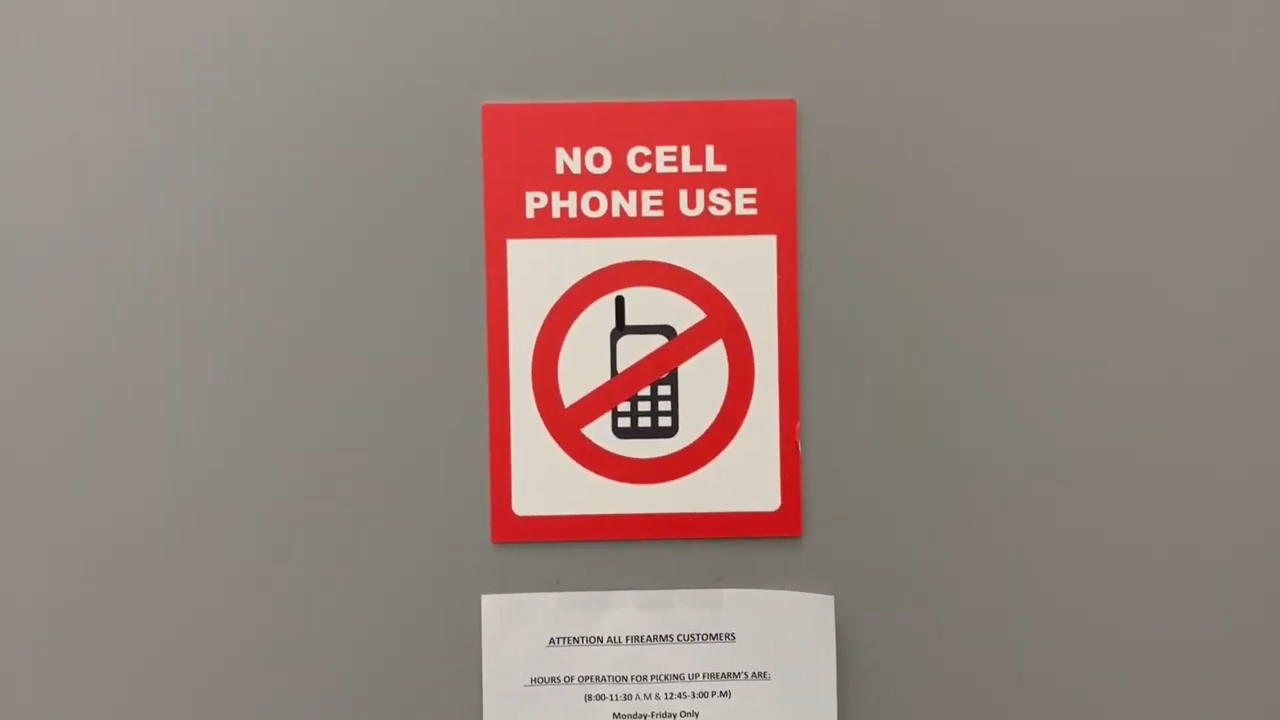 NO CELL
PHONE USE
ATTENTION ALL FIREARMS CUSTOMERS
HOURS OF OPERATION FOR PICKING UP FIREARM'S ARE:
(8:00-11:30 A.M & 12:45-3:00 P.M)
Monday-Friday Only